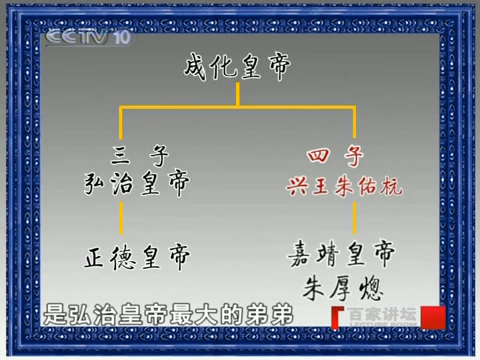 CCTV 10
成化皇帝
三子
弘治皇帝
四子
兴王朱佑杬
正德皇帝
嘉靖皇帝
朱厚熜
是弘治皇帝最大的弟弟
百家讲坛
LECTURE ROOM